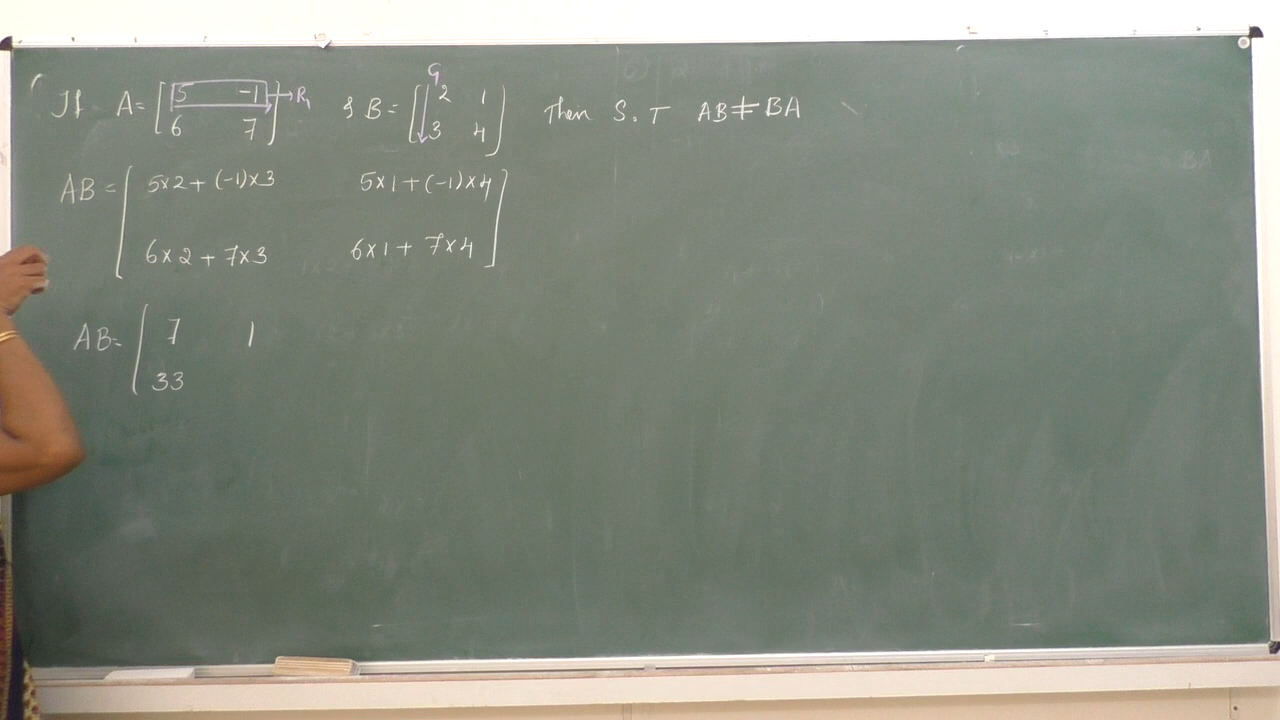 If A = [5 -1 → R₁ & B = [2 1] Then S.T AB ≠ BA
6 7] C₁ 3 4
AB = [5×2 + (-1)×3 5×1 + (-1)×4]
6×2 + 7×3 6×1 + 7×4
AB = [7 1
33